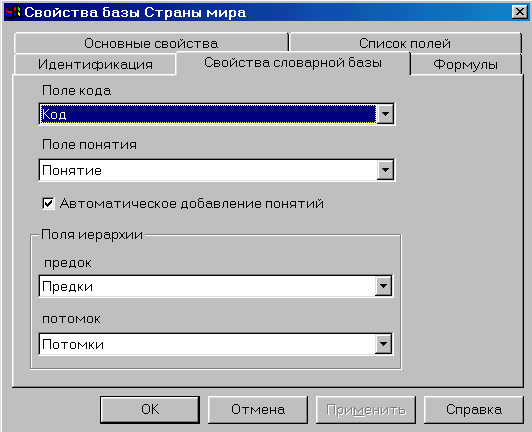 Свойства базы Страны мира
Основные свойства
Список полей
Идентификация
Свойства словарной базы
Формулы
Поле кода
Код
Поле понятия
Понятие
Автоматическое добавление понятий
Поля иерархии
предок
Предки
потомок
Потомки
OK
Отмена
Применить
Справка